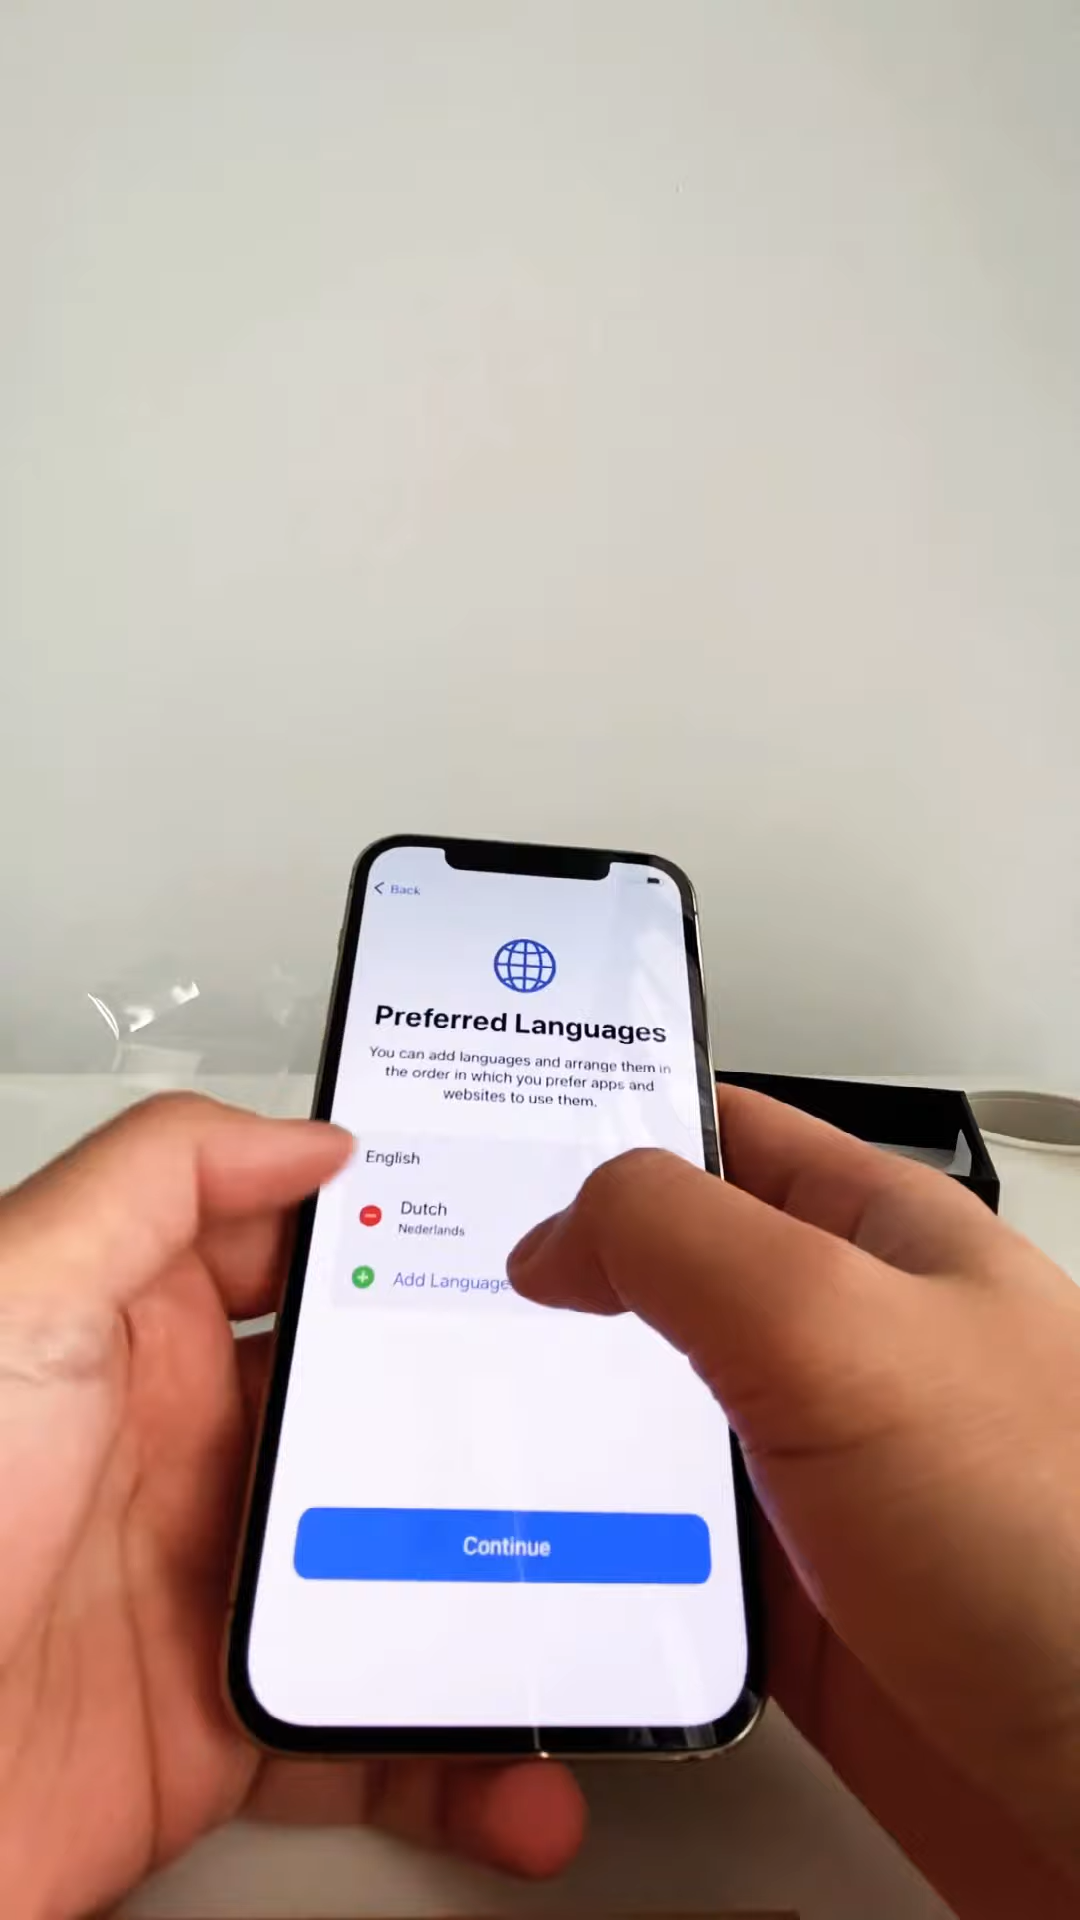 Back
Preferred Languages
You can add languages and arrange them in
the order in which you prefer apps and
websites to use them.
English
Dutch
Nederlands
Add Language
Continue